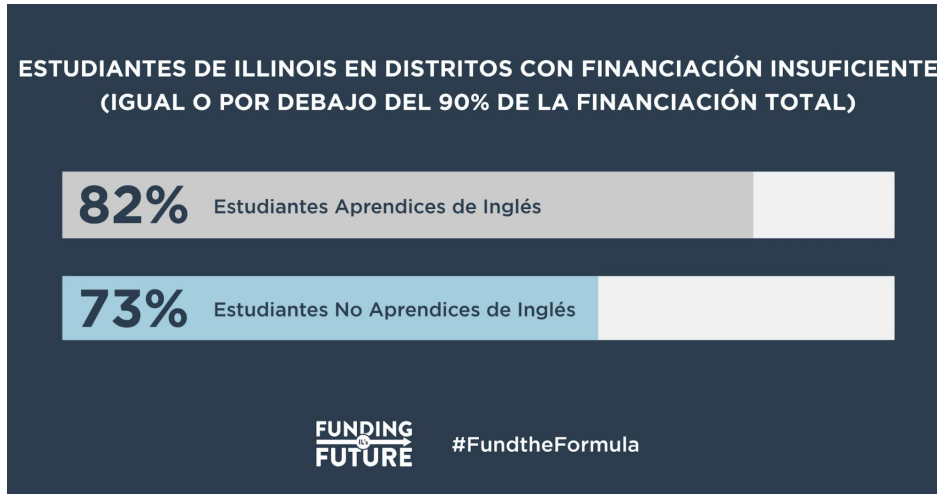 ESTUDIANTES DE ILLINOIS EN DISTRITOS CON FINANCIACIÓN INSUFICIENTE
(IGUAL O POR DEBAJO DEL 90% DE LA FINANCIACIÓN TOTAL)
82% Estudiantes Aprendices de Inglés
73% Estudiantes No Aprendices de Inglés
FUNDING
IL's
FUTURE
#FundtheFormula